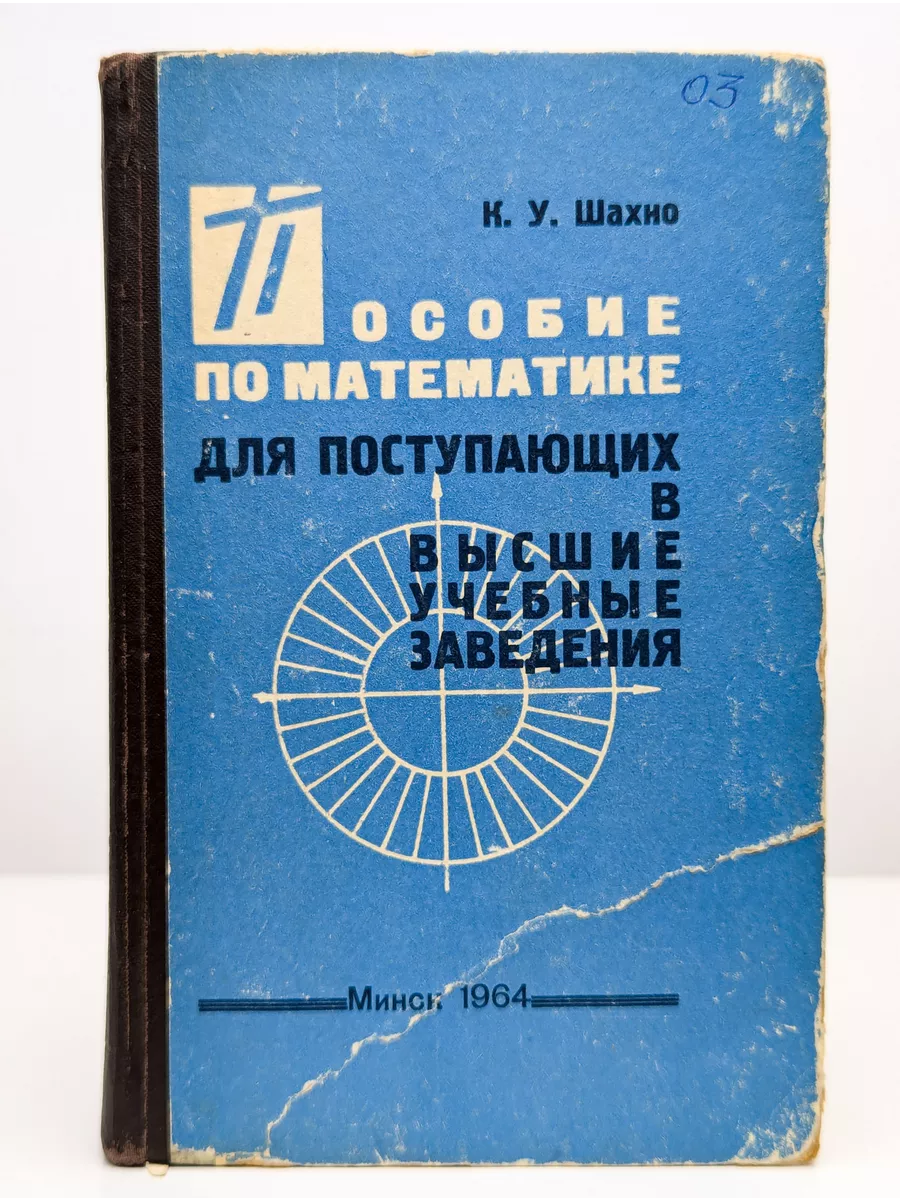 03
К. У. Шахно
ПОСОБИЕ
ПО МАТЕМАТИКЕ
ДЛЯ ПОСТУПАЮЩИХ
В
ВЫСШИЕ
УЧЕБНЫЕ
ЗАВЕДЕНИЯ
Минск 1964